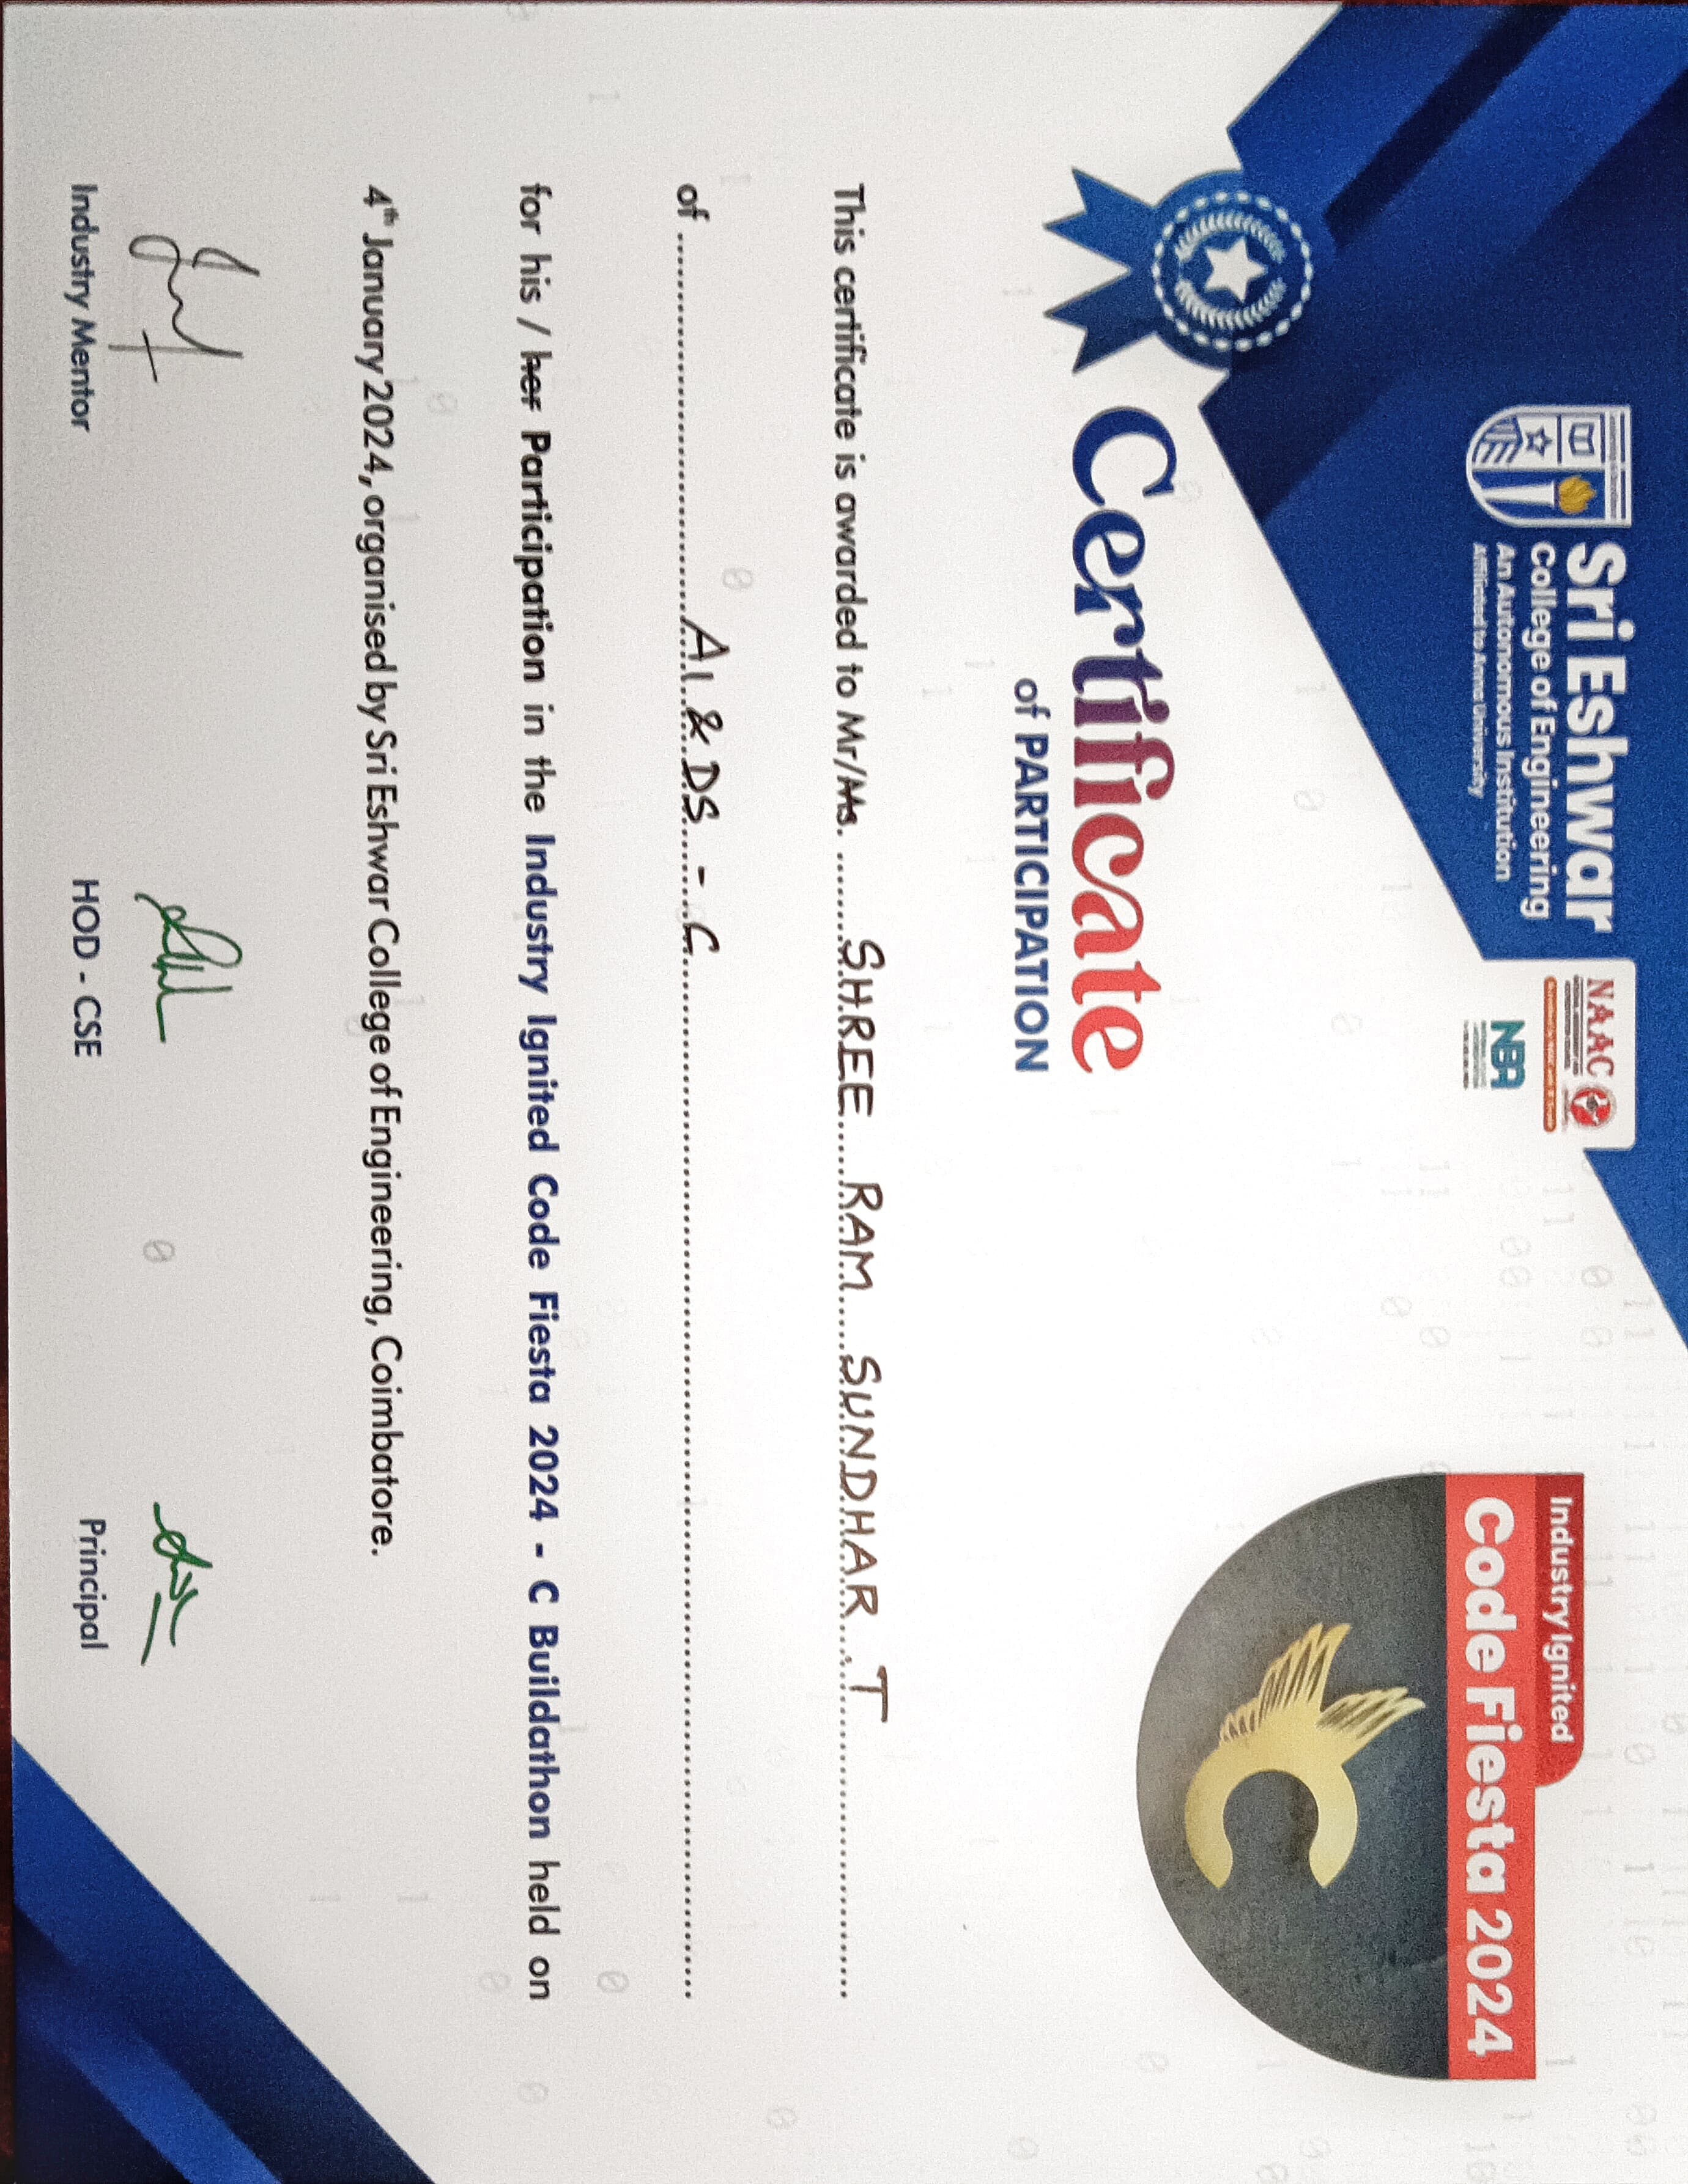 Sri Eshwar
College of Engineering
An Autonomous Institution
Affiliated to Anna University
NAAC
NBA
Industry Ignited
Code Fiesta 2024
Certificate
of PARTICIPATION
This certificate is awarded to Mr/Ms. SHREE RAM SUNDHAR .T
of AI & DS - C
for his / her Participation in the Industry Ignited Code Fiesta 2024 - C Buildathon held on
4th January 2024, organised by Sri Eshwar College of Engineering, Coimbatore.
Industry Mentor
HOD - CSE
Principal